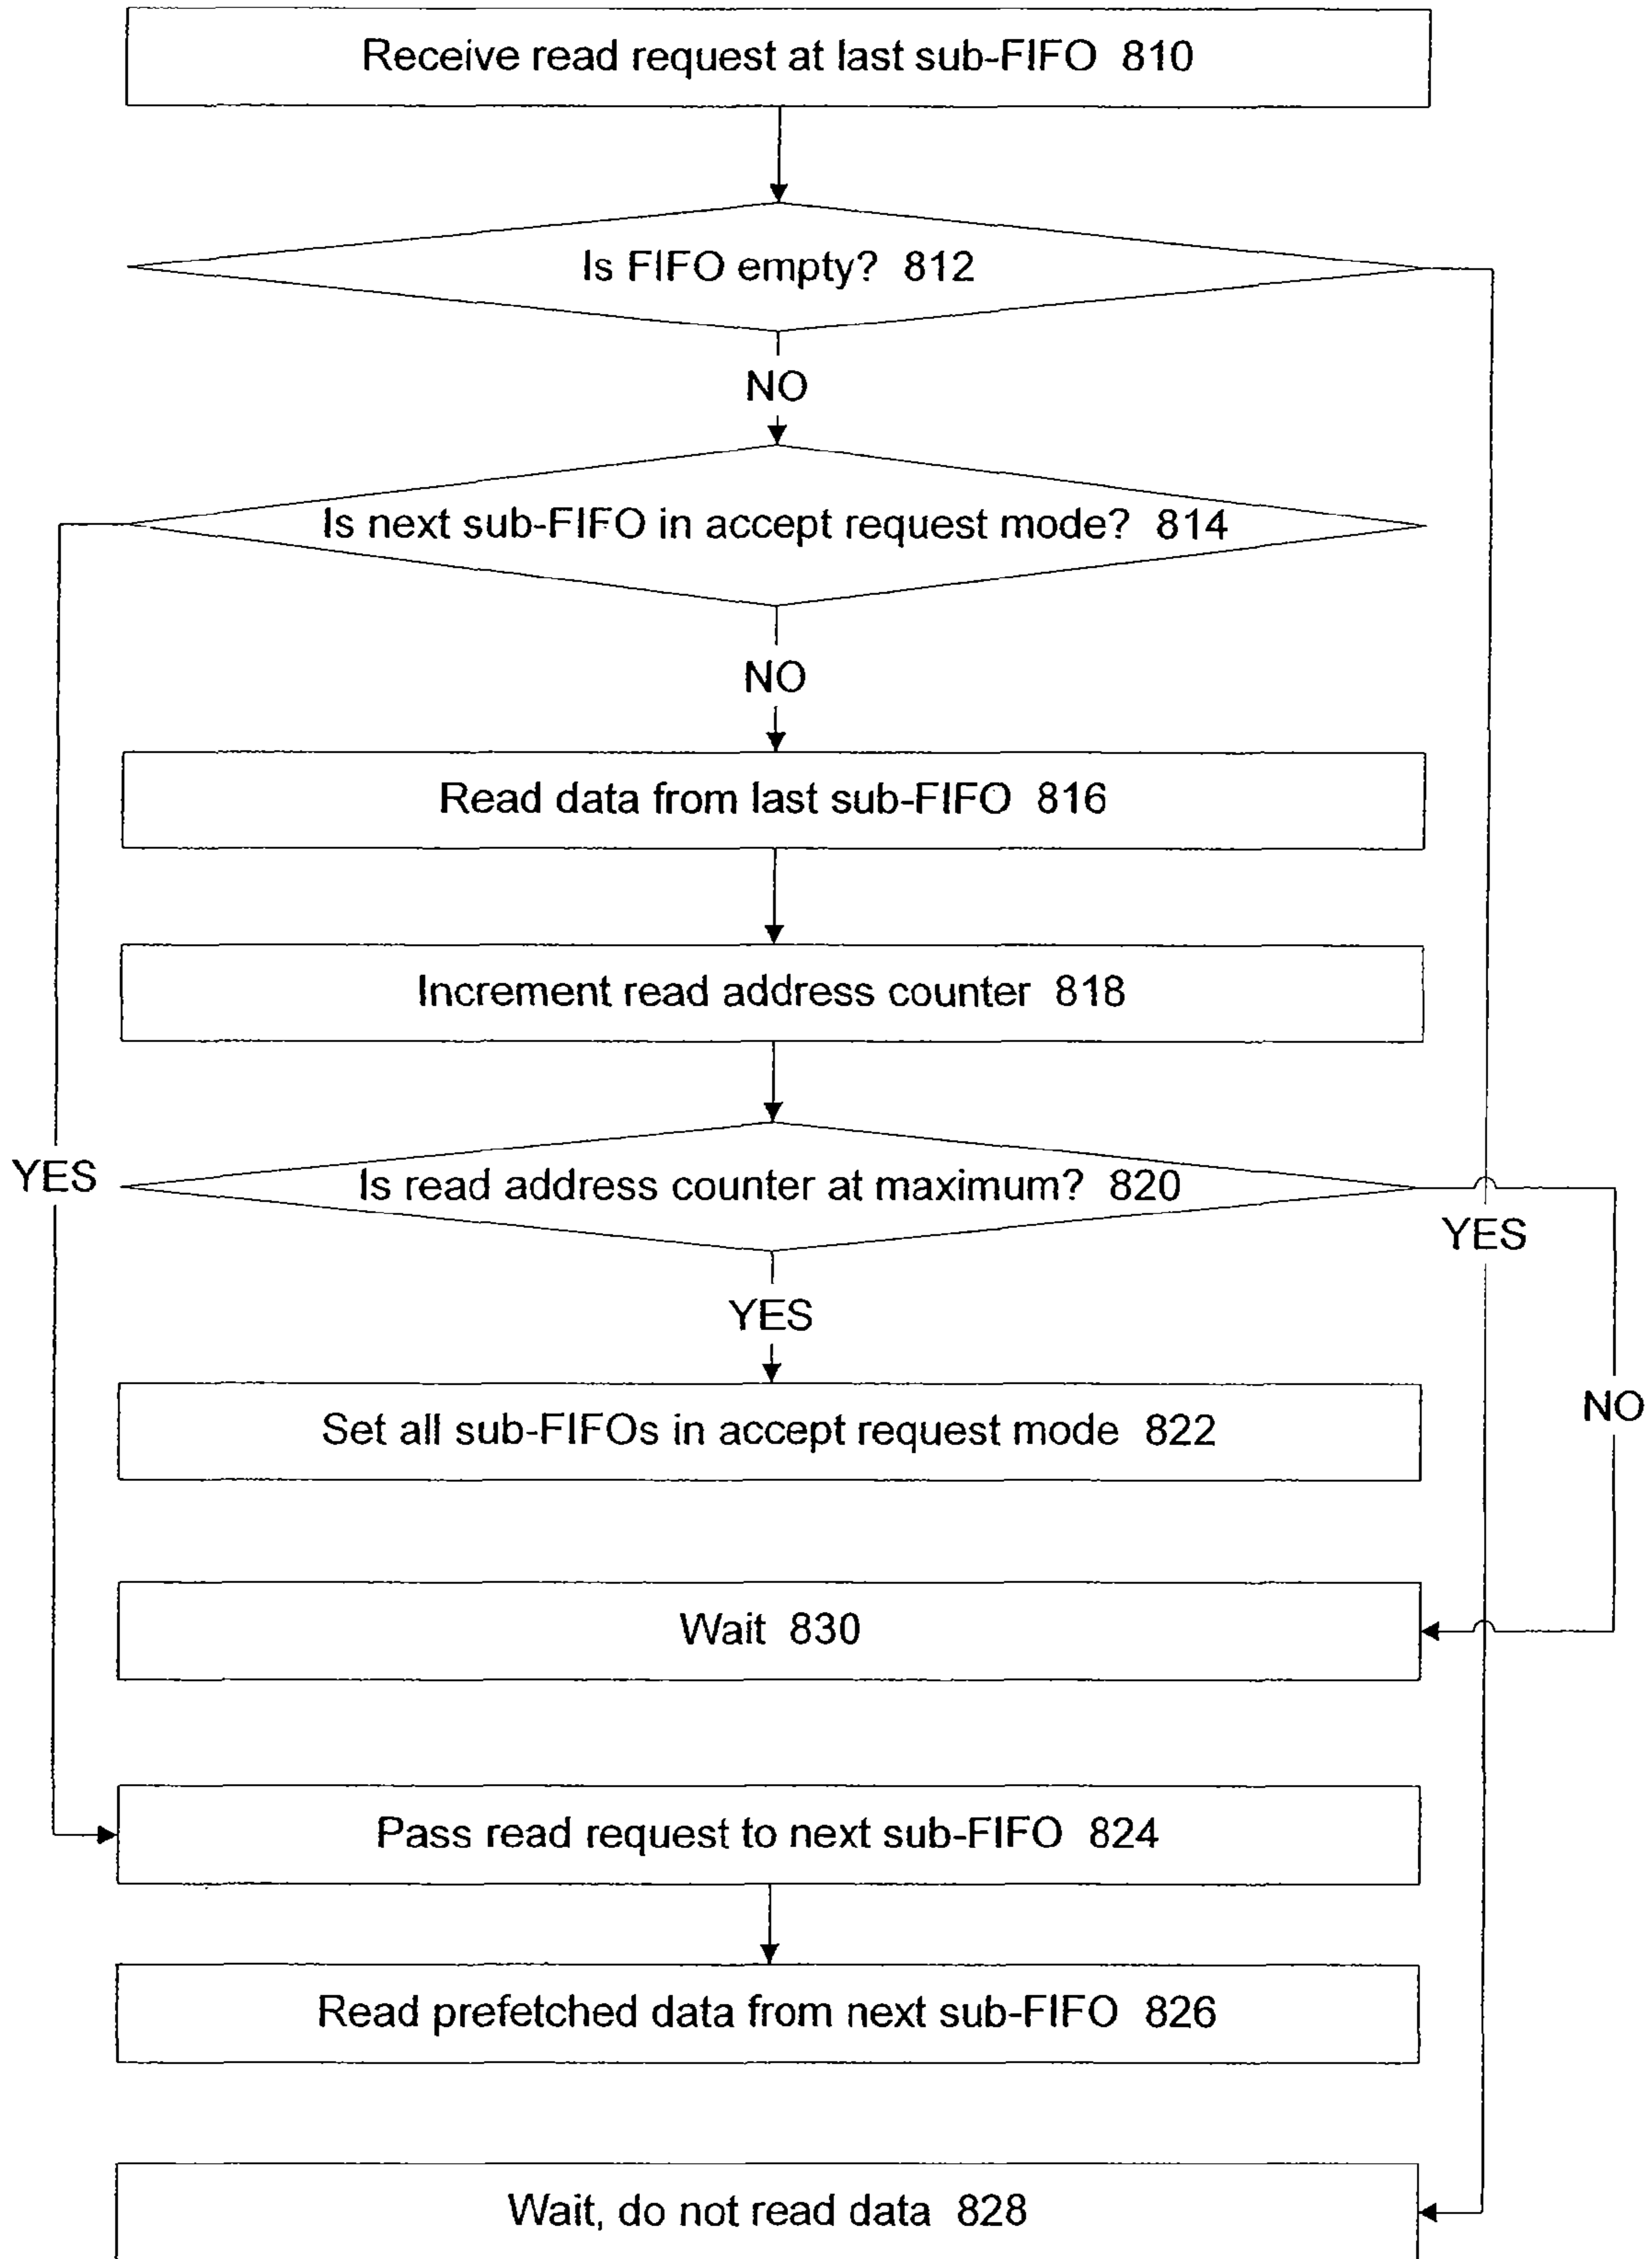 Receive read request at last sub-FIFO 810
Is FIFO empty? 812
NO
Is next sub-FIFO in accept request mode? 814
NO
Read data from last sub-FIFO 816
Increment read address counter 818
YES
Is read address counter at maximum? 820
YES
YES
Set all sub-FIFOs in accept request mode 822
NO
Wait 830
Pass read request to next sub-FIFO 824
Read prefetched data from next sub-FIFO 826
Wait, do not read data 828